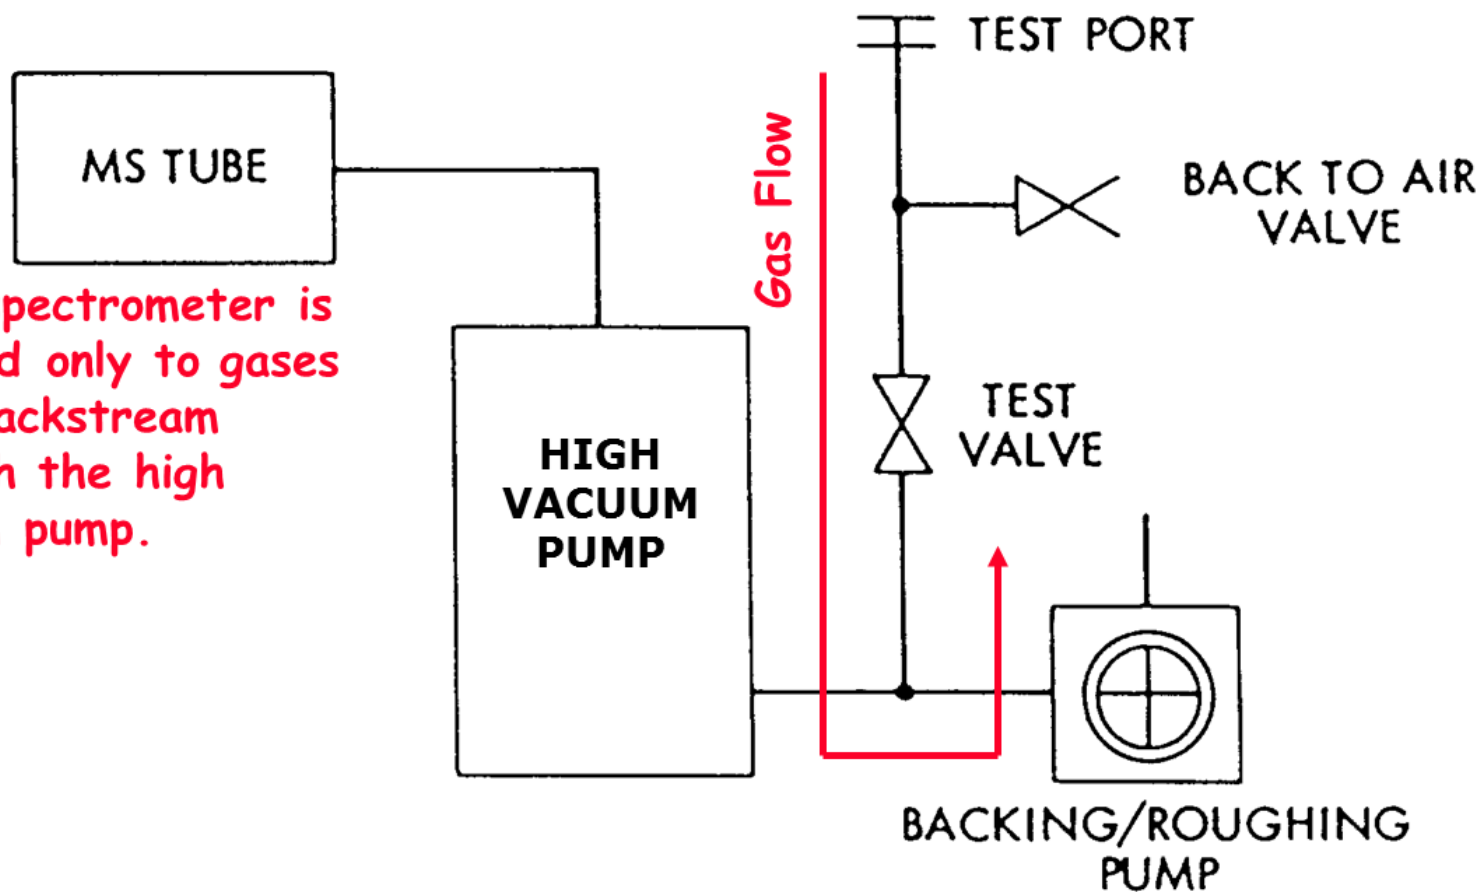 TEST PORT
MS TUBE
Gas Flow
BACK TO AIR
VALVE
pectrometer is
d only to gases
ackstream
n the high
pump.
TEST
VALVE
HIGH
VACUUM
PUMP
BACKING/ROUGHING
PUMP